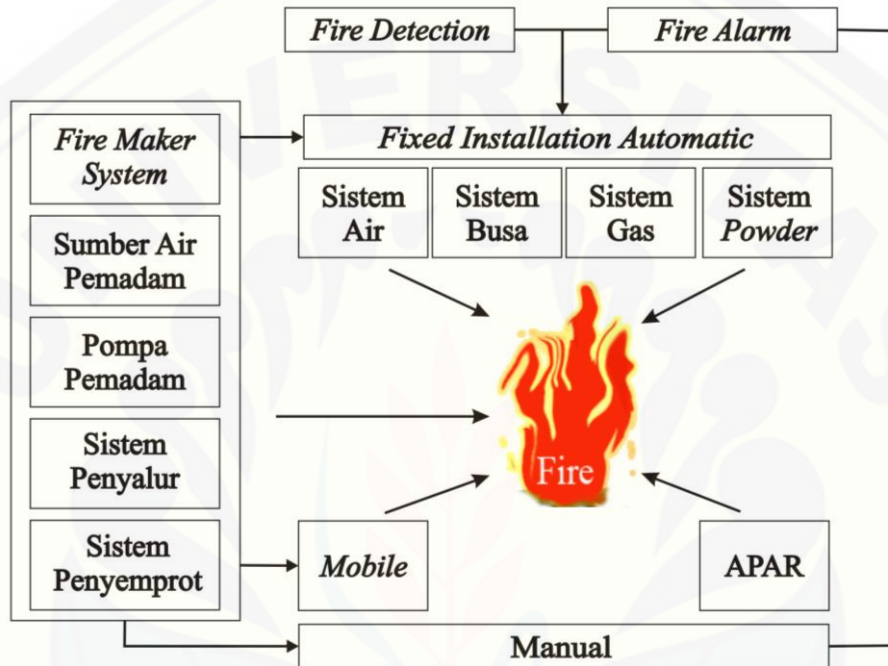 Fire Detection
Fire Alarm
Fixed Installation Automatic
Fire Maker
System
Sumber Air
Pemadam
Pompa
Pemadam
Sistem
Penyalur
Sistem
Penyemprot
Sistem
Air
Sistem
Busa
Sistem
Gas
Sistem
Powder
Fire
Mobile
APAR
Manual
UNIVERSITAS